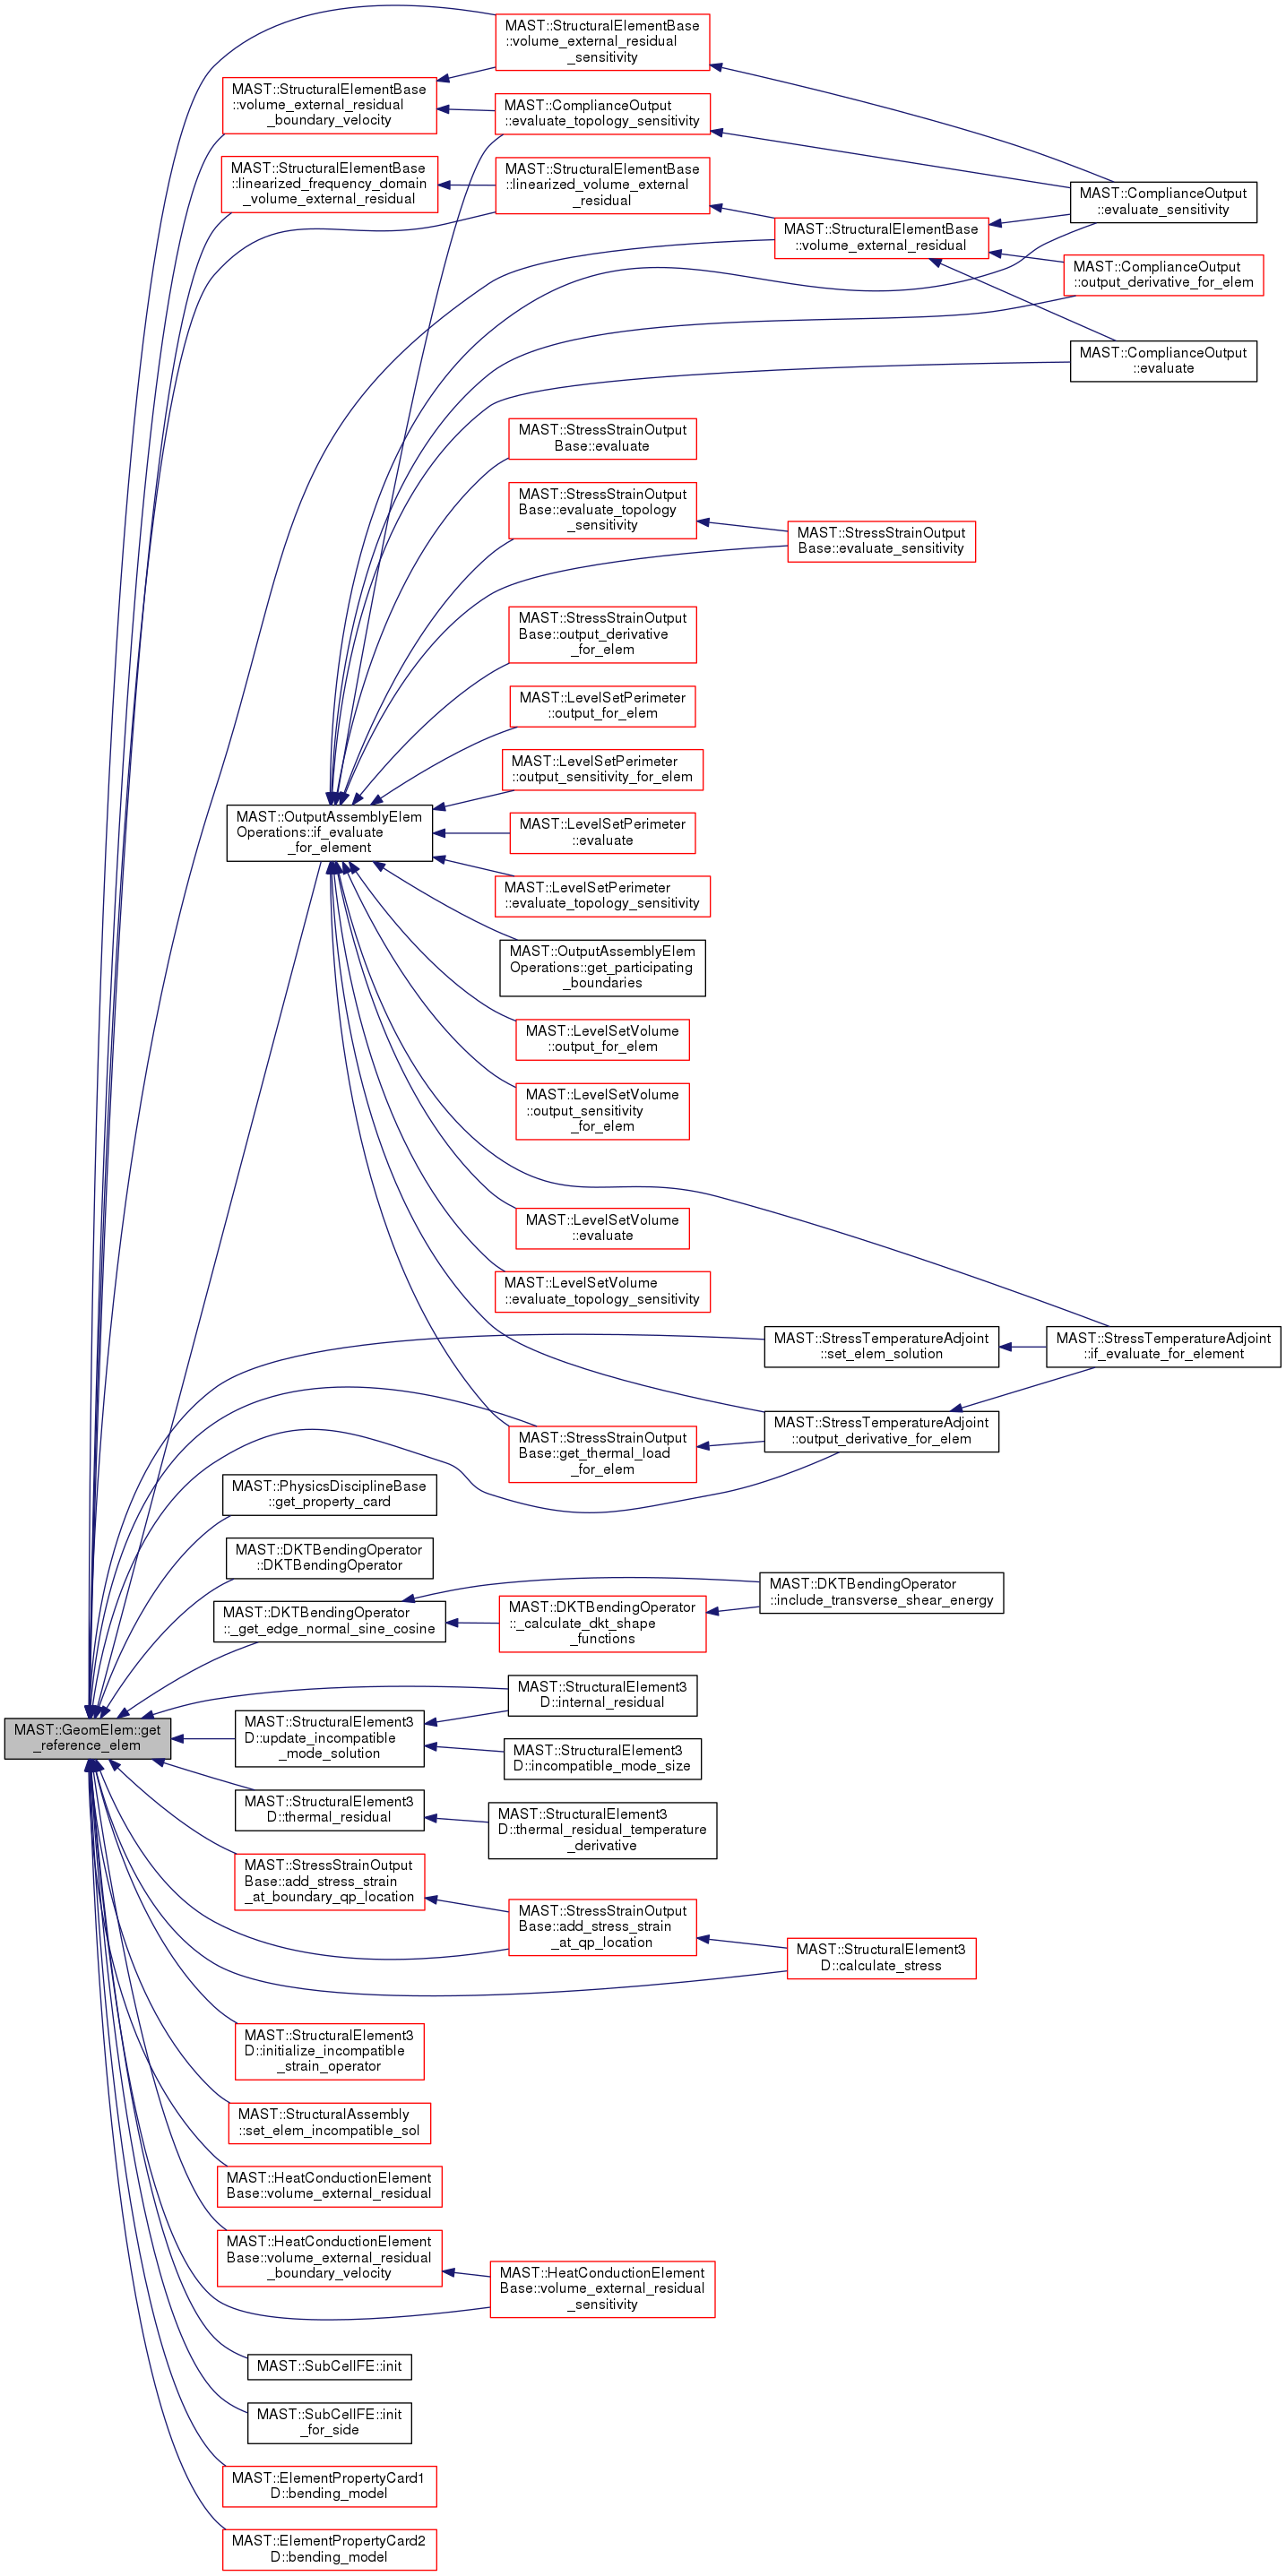 MAST::StructuralElementBase
::volume_external_residual
_sensitivity
MAST::StructuralElementBase
::volume_external_residual
_boundary_velocity
MAST::ComplianceOutput
::evaluate_topology_sensitivity
MAST::StructuralElementBase
::linearized_frequency_domain
_volume_external_residual
MAST::StructuralElementBase
::linearized_volume_external
_residual
MAST::ComplianceOutput
::evaluate_sensitivity
MAST::StructuralElementBase
::volume_external_residual
MAST::ComplianceOutput
::output_derivative_for_elem
MAST::ComplianceOutput
::evaluate
MAST::StressStrainOutput
Base::evaluate
MAST::StressStrainOutput
Base::evaluate_topology
_sensitivity
MAST::StressStrainOutput
Base::evaluate_sensitivity
MAST::StressStrainOutput
Base::output_derivative
_for_elem
MAST::LevelSetPerimeter
::output_for_elem
MAST::LevelSetPerimeter
::output_sensitivity_for_elem
MAST::OutputAssemblyElem
Operations::if_evaluate
_for_element
MAST::LevelSetPerimeter
::evaluate
MAST::LevelSetPerimeter
::evaluate_topology_sensitivity
MAST::OutputAssemblyElem
Operations::get_participating
_boundaries
MAST::LevelSetVolume
::output_for_elem
MAST::LevelSetVolume
::output_sensitivity
_for_elem
MAST::LevelSetVolume
::evaluate
MAST::LevelSetVolume
::evaluate_topology_sensitivity
MAST::StressTemperatureAdjoint
::set_elem_solution
MAST::StressTemperatureAdjoint
::if_evaluate_for_element
MAST::StressTemperatureAdjoint
::output_derivative_for_elem
MAST::StressStrainOutput
Base::get_thermal_load
_for_elem
MAST::PhysicsDisciplineBase
::get_property_card
MAST::DKTBendingOperator
::DKTBendingOperator
MAST::DKTBendingOperator
::_get_edge_normal_sine_cosine
MAST::DKTBendingOperator
::_calculate_dkt_shape
_functions
MAST::DKTBendingOperator
::include_transverse_shear_energy
MAST::GeomElem::get
_reference_elem
MAST::StructuralElement3
D::internal_residual
MAST::StructuralElement3
D::update_incompatible
_mode_solution
MAST::StructuralElement3
D::incompatible_mode_size
MAST::StructuralElement3
D::thermal_residual
MAST::StructuralElement3
D::thermal_residual_temperature
_derivative
MAST::StressStrainOutput
Base::add_stress_strain
_at_boundary_qp_location
MAST::StressStrainOutput
Base::add_stress_strain
_at_qp_location
MAST::StructuralElement3
D::calculate_stress
MAST::StructuralElement3
D::initialize_incompatible
_strain_operator
MAST::StructuralAssembly
::set_elem_incompatible_sol
MAST::HeatConductionElement
Base::volume_external_residual
MAST::HeatConductionElement
Base::volume_external_residual
_boundary_velocity
MAST::HeatConductionElement
Base::volume_external_residual
_sensitivity
MAST::SubCellFE::init
MAST::SubCellFE::init
_for_side
MAST::ElementPropertyCard1
D::bending_model
MAST::ElementPropertyCard2
D::bending_model